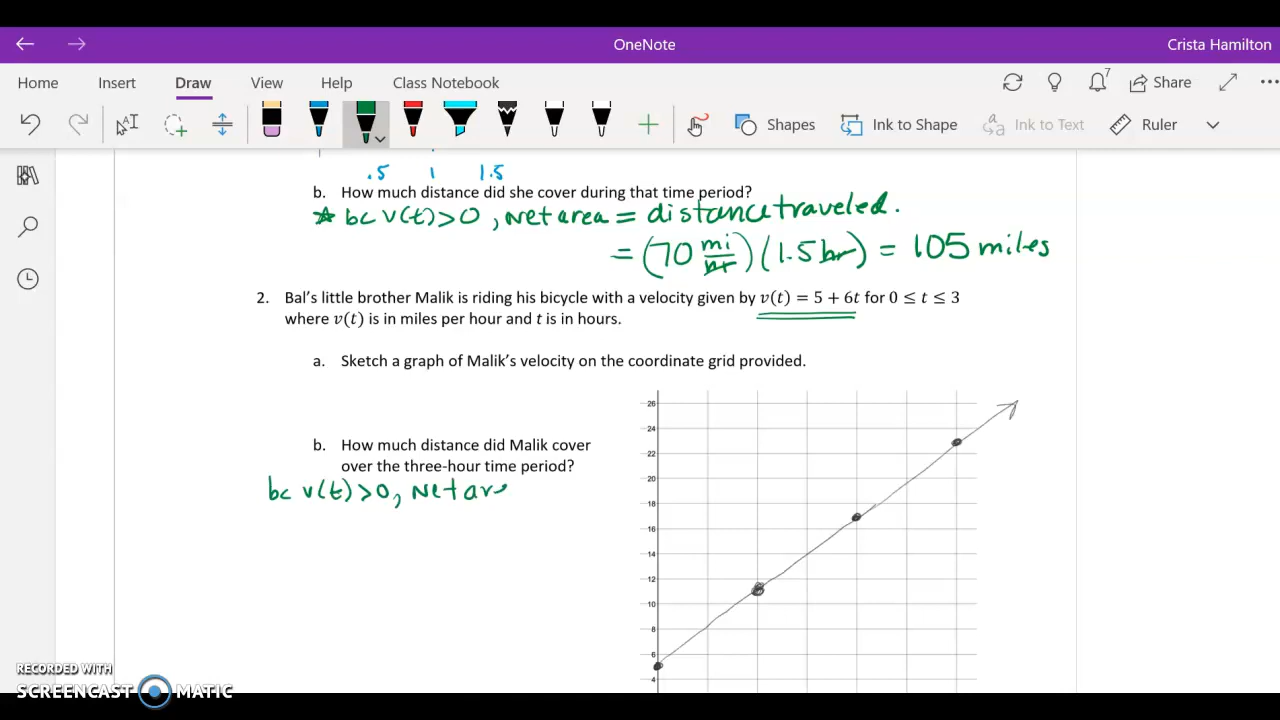 OneNote
Crista Hamilton
Home Insert Draw View Help Class Notebook
7
Share
Shapes Ink to Shape Ink to Text Ruler
.5 1 1.5
b. How much distance did she cover during that time period?
bc v(t) > 0, Net area = distance traveled.
= (70 mi/hr)(1.5 hr) = 105 miles
2. Bal's little brother Malik is riding his bicycle with a velocity given by v(t) = 5 + 6t for 0 ≤ t ≤ 3
where v(t) is in miles per hour and t is in hours.
a. Sketch a graph of Malik's velocity on the coordinate grid provided.
b. How much distance did Malik cover
over the three-hour time period?
bc v(t) > 0, Net are
26
24
22
20
18
16
14
12
10
8
6
4
RECORDED WITH
SCREENCAST MATIC